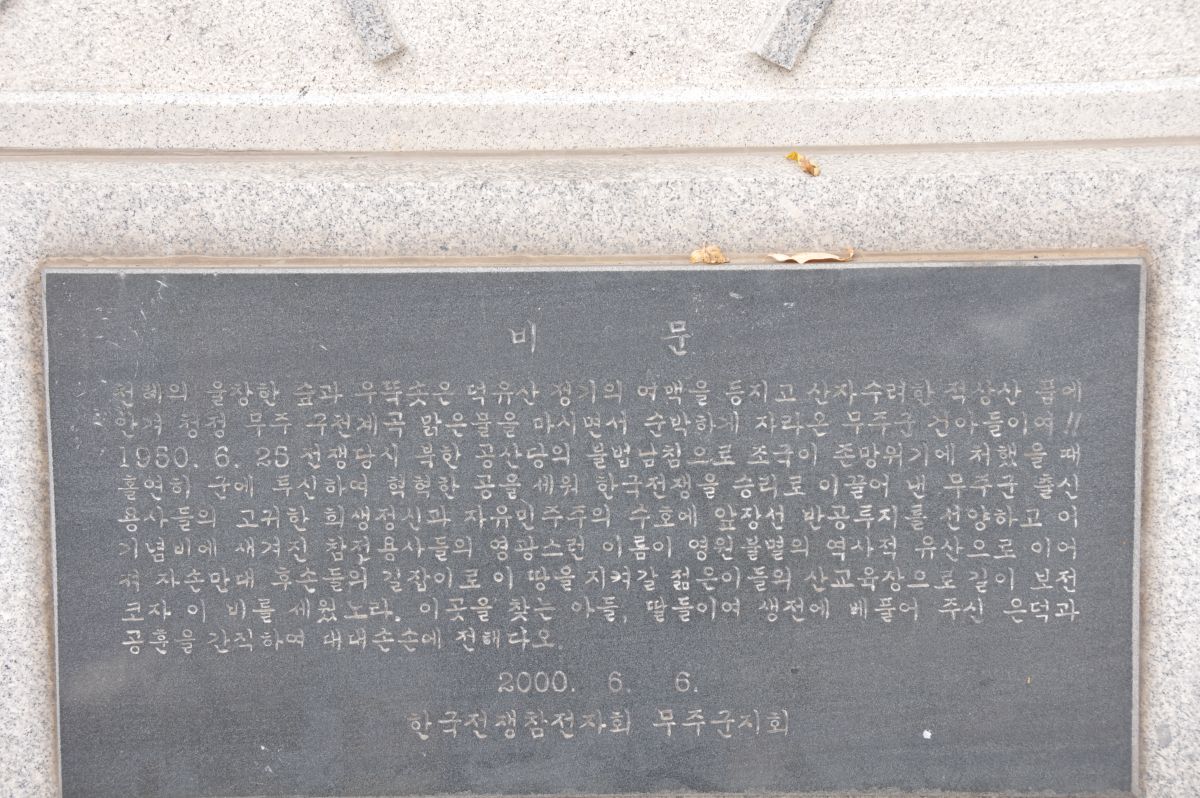 비 문
천혜의 울창한 숲과 우뚝솟은 덕유산 정기의 여맥을 등치고 산자수려한 적상산 품에
안겨 청정 무주 구천계곡 맑은물을 마시면서 순박하게 자라온 무주군 건아들이여!!
1950. 6. 25 전쟁당시 북한 공산당의 불법남침으로 조국이 존망위기에 처했을 때
홀연히 군에 투신하여 혁혁한 공을 세워 한국전쟁을 승리로 이끌어 낸 무주군 출신
용사들의 고귀한 희생정신과 자유민주주의 수호에 앞장선 반공투지를 선양하고 이
기념비에 새겨진 참전용사들의 영광스런 이름이 영원불멸의 역사적 유산으로 이어
져 자손만대 후손들의 길잡이로 이 땅을 지켜갈 젊은이들의 산교육장으로 길이 보전
코자 이 비를 세웠노라. 이곳을 찾는 아들, 딸들이여 생전에 베풀어 주신 은덕과
공훈을 간직하여 대대손손에 전해다오.
2000. 6. 6.
한국전쟁참전자회 무주군지회